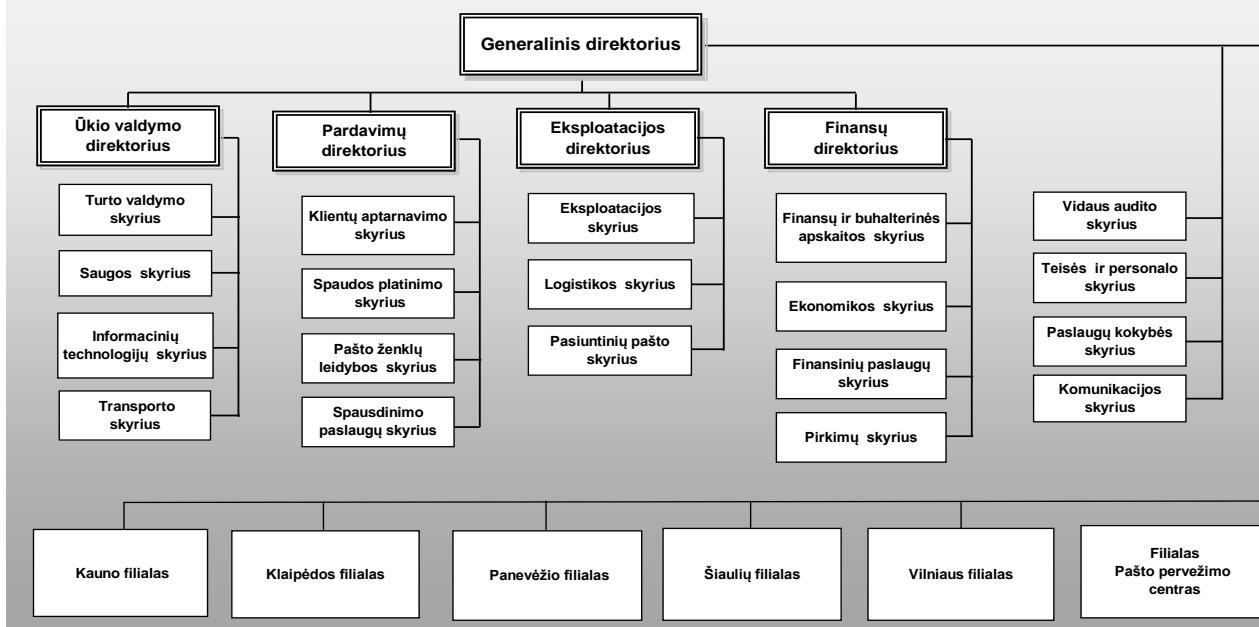 Generalinis direktorius
Ūkio valdymo
direktorius
Turto valdymo
skyrius
Saugos skyrius
Informacinių
technologijų skyrius
Transporto
skyrius
Pardavimų
direktorius
Klientų aptarnavimo
skyrius
Spaudos platinimo
skyrius
Pašto ženklų
leidybos skyrius
Spausdinimo
paslaugų skyrius
Eksploatacijos
direktorius
Eksploatacijos
skyrius
Logistikos skyrius
Pasiuntinių pašto
skyrius
Finansų
direktorius
Finansų ir buhalterinės
apskaitos skyrius
Ekonomikos skyrius
Finansinių paslaugų
skyrius
Pirkimų skyrius
Vidaus audito
skyrius
Teisės ir personalo
skyrius
Paslaugų kokybės
skyrius
Komunikacijos
skyrius
Kauno filialas
Klaipėdos filialas
Panevėžio filialas
Šiaulių filialas
Vilniaus filialas
Filialas
Pašto pervežimo
centras